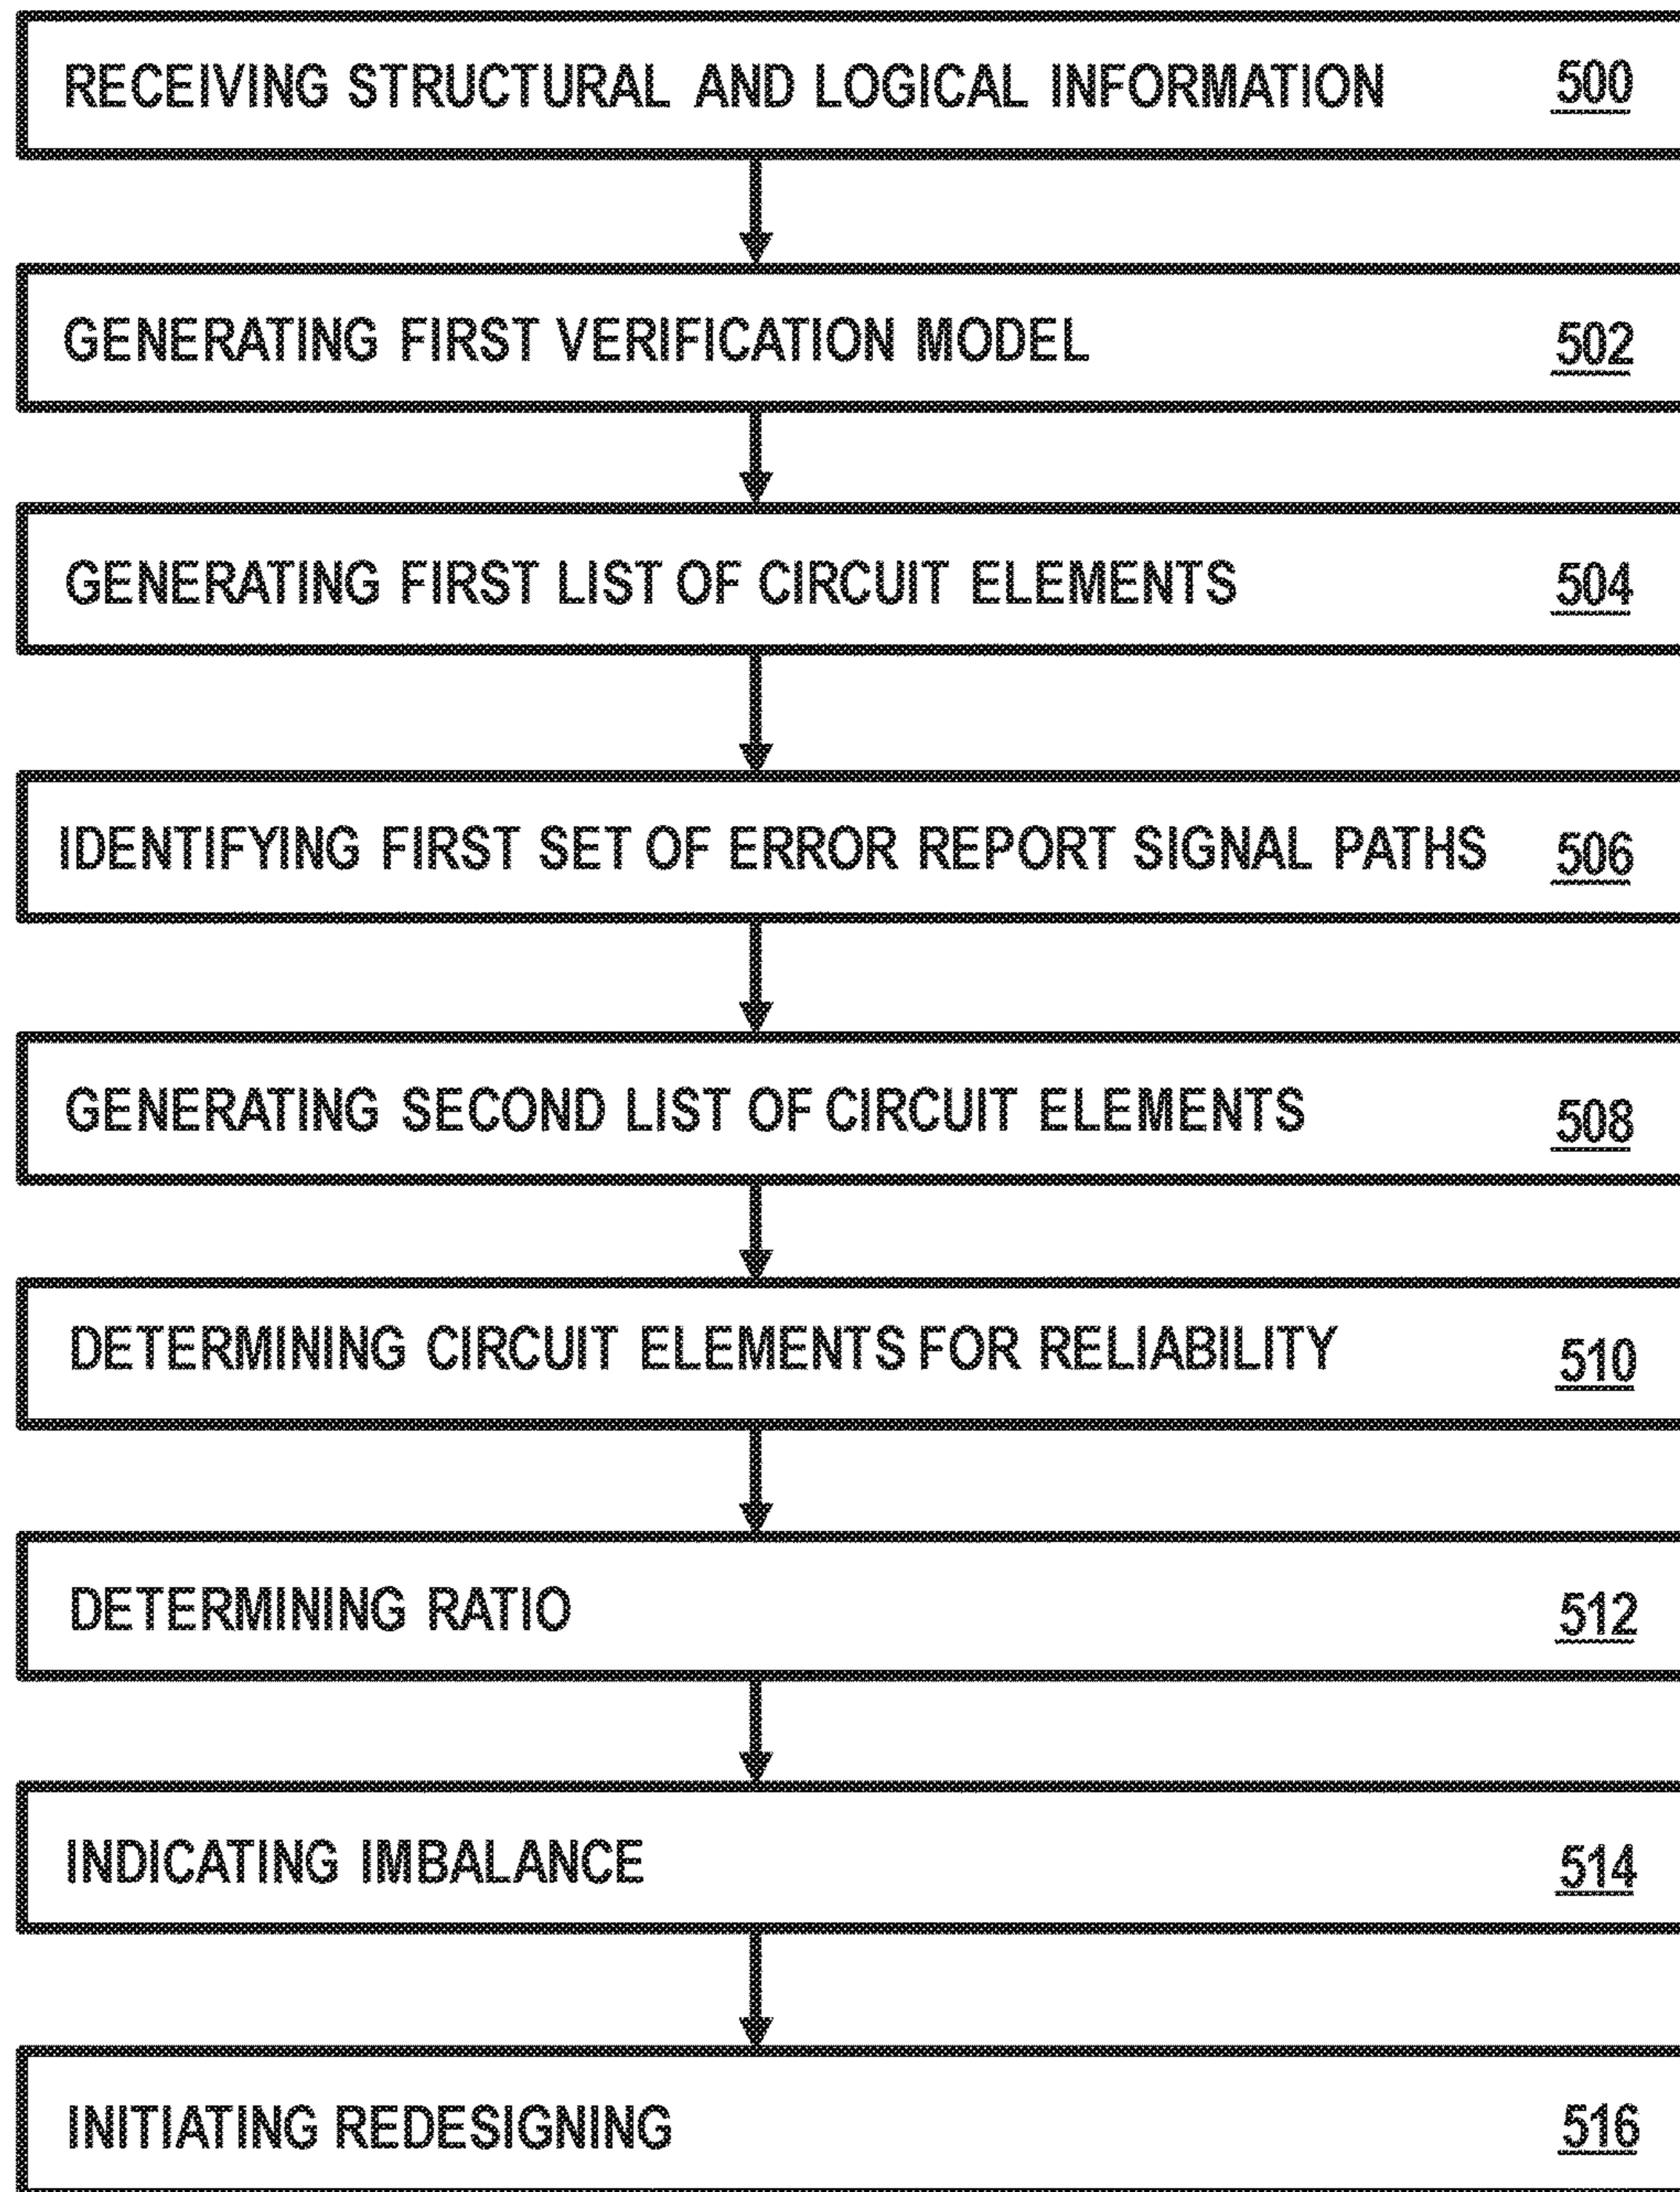 RECEIVING STRUCTURAL AND LOGICAL INFORMATION 500
GENERATING FIRST VERIFICATION MODEL 502
GENERATING FIRST LIST OF CIRCUIT ELEMENTS 504
IDENTIFYING FIRST SET OF ERROR REPORT SIGNAL PATHS 506
GENERATING SECOND LIST OF CIRCUIT ELEMENTS 508
DETERMINING CIRCUIT ELEMENTS FOR RELIABILITY 510
DETERMINING RATIO 512
INDICATING IMBALANCE 514
INITIATING REDESIGNING 516